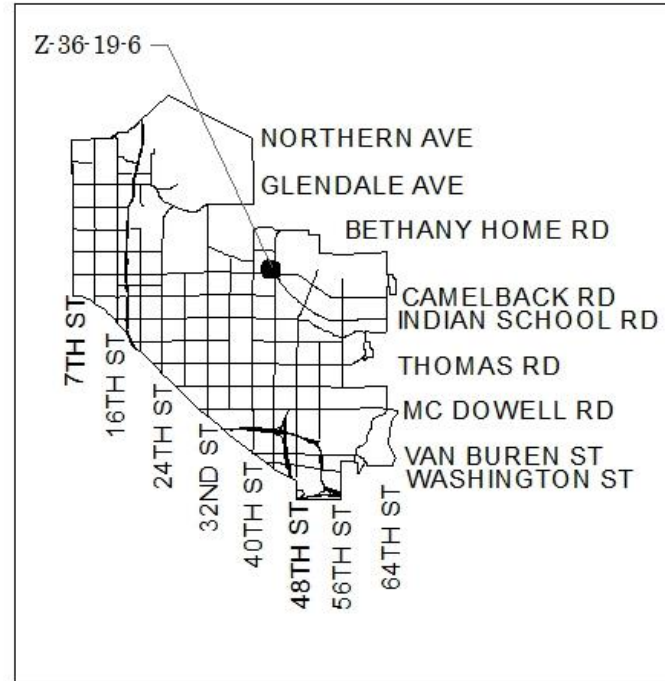 Z-36-19-6
NORTHERN AVE
GLENDALE AVE
BETHANY HOME RD
CAMELBACK RD
INDIAN SCHOOL RD
THOMAS RD
MC DOWELL RD
VAN BUREN ST
WASHINGTON ST
7TH ST
16TH ST
24TH ST
32ND ST
40TH ST
48TH ST
56TH ST
64TH ST